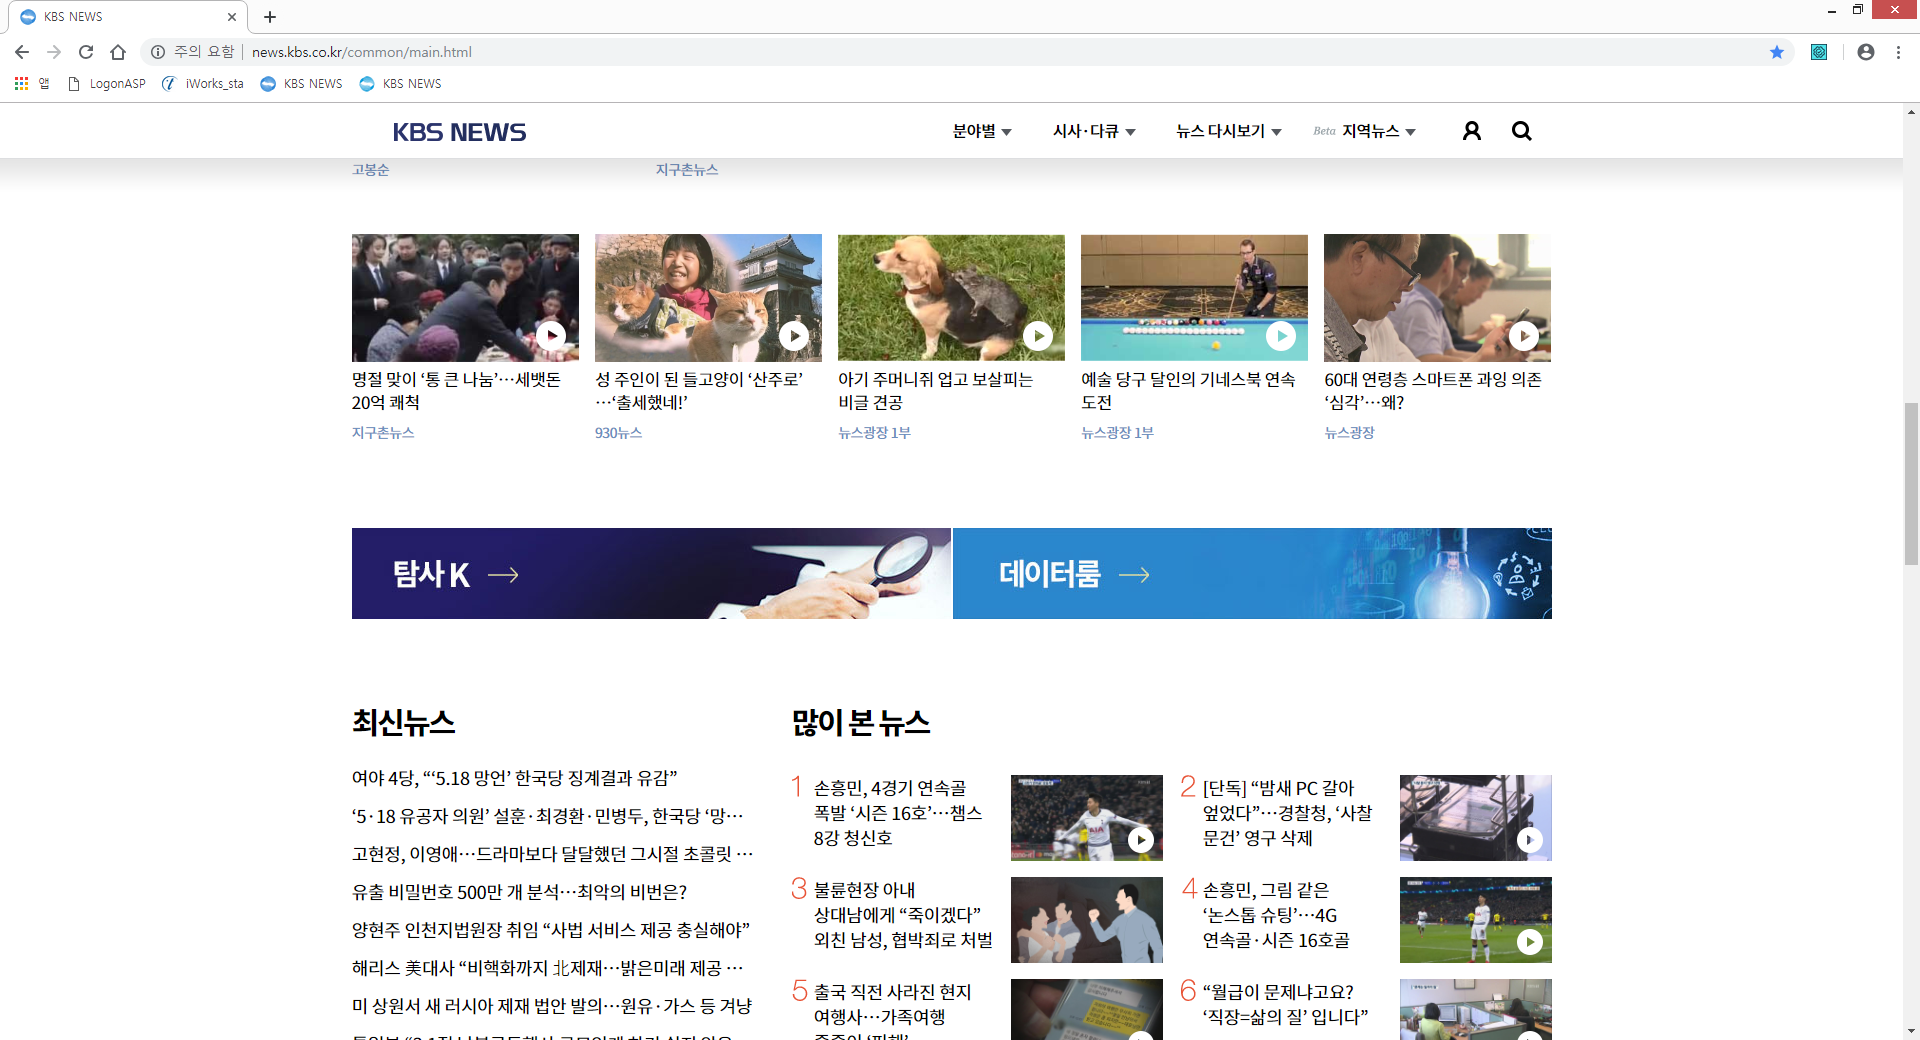 KBS NEWS
주의 요함
news.kbs.co.kr/common/main.html
앱
LogonASP
iWorks_sta
KBS NEWS
KBS NEWS
KBS NEWS
분야별
시사·다큐
뉴스 다시보기
Beta 지역뉴스
고봉순
지구촌뉴스
명절 맞이 ‘통 큰 나눔’…세뱃돈
20억 쾌척
지구촌뉴스
성 주인이 된 들고양이 ‘산주로’
…‘출세했네!’
930뉴스
아기 주머니쥐 업고 보살피는
비글 견공
뉴스광장 1부
예술 당구 달인의 기네스북 연속
도전
뉴스광장 1부
60대 연령층 스마트폰 과잉 의존
‘심각’…왜?
뉴스광장
탐사 K
데이터룸
최신뉴스
여야 4당, “‘5.18 망언’ 한국당 징계결과 유감”
‘5·18 유공자 의원’ 설훈·최경환·민병두, 한국당 ‘망…
고현정, 이영애…드라마보다 달달했던 그시절 초콜릿 …
유출 비밀번호 500만 개 분석…최악의 비번은?
양현주 인천지법원장 취임 “사법 서비스 제공 충실해야”
해리스 美대사 “비핵화까지 北제재…밝은미래 제공 …
미 상원서 새 러시아 제재 법안 발의…원유·가스 등 겨냥
많이 본 뉴스
1 손흥민, 4경기 연속골
폭발 ‘시즌 16호’…챔스
8강 청신호
2 [단독] “밤새 PC 갈아
엎었다”…경찰청, ‘사찰
문건’ 영구 삭제
3 불륜현장 아내
상대남에게 “죽이겠다”
외친 남성, 협박죄로 처벌
4 손흥민, 그림 같은
‘논스톱 슈팅’…4G
연속골·시즌 16호골
5 출국 직전 사라진 현지
여행사…가족여행
6 “월급이 문제냐고요?
‘직장=삶의 질’ 입니다”